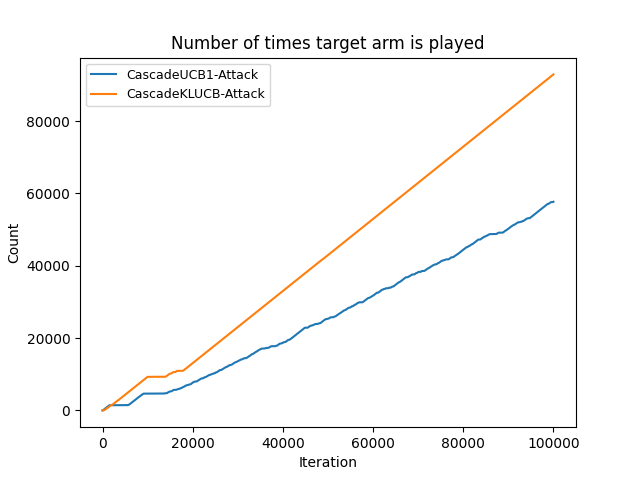 Number of times target arm is played
CascadeUCB1-Attack
CascadeKLUCB-Attack
80000
60000
40000
20000
0
Count
0 20000 40000 60000 80000 100000
Iteration